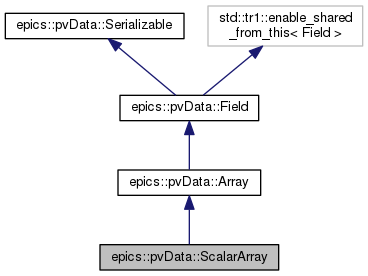 epics::pvData::Serializable
std::tr1::enable_shared
_from_this< Field >
epics::pvData::Field
epics::pvData::Array
epics::pvData::ScalarArray